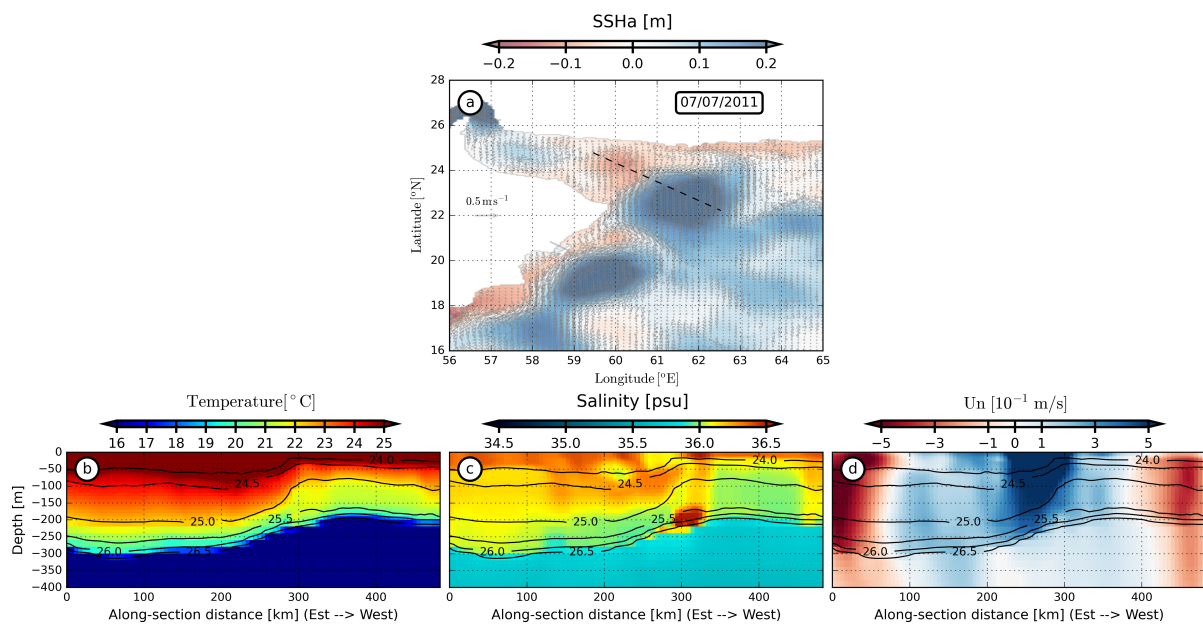 SSHa [m]
−0.2 −0.1 0.0 0.1 0.2
28
26
24
22
20
18
16
Latitude [°N]
a
07/07/2011
0.5 m s⁻¹
56 57 58 59 60 61 62 63 64 65
Longitude [°E]
Temperature[°C]
16 17 18 19 20 21 22 23 24 25
Salinity [psu]
34.5 35.0 35.5 36.0 36.5
Un [10⁻¹ m/s]
−5 −3 −1 0 1 3 5
0
−50
−100
−150
−200
−250
−300
−350
−400
Depth [m]
b
24.0
24.5
25.0
25.5
26.0
26.5
0 100 200 300 400
Along-section distance [km] (Est --> West)
c
24.0
24.5
25.0
25.5
26.0
26.5
0 100 200 300 400
Along-section distance [km] (Est --> West)
d
24.0
24.5
25.0
25.5
26.0
26.5
0 100 200 300 400
Along-section distance [km] (Est --> West)